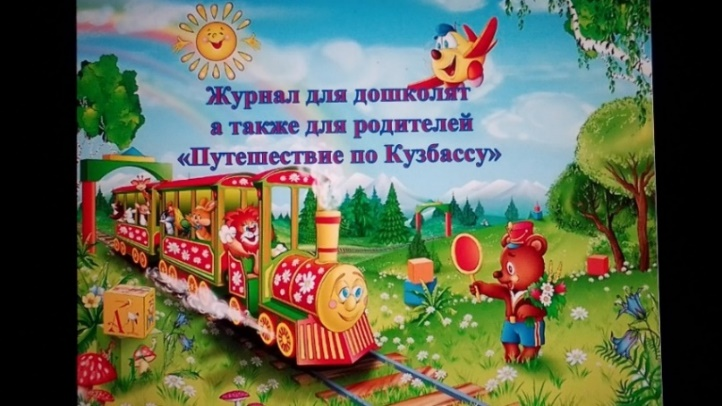 Журнал для дошколят
а также для родителей
«Путешествие по Кузбассу»